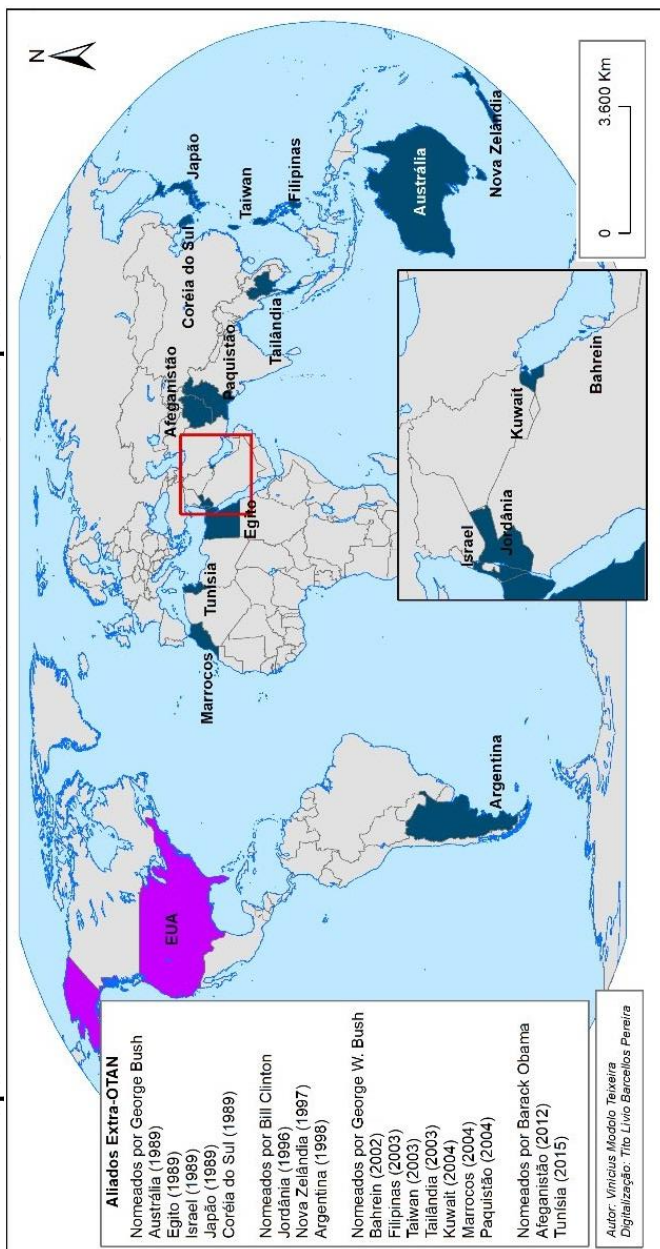 Aliados Extra-OTAN
Nomeados por George Bush
Austrália (1989)
Egito (1989)
Israel (1989)
Japão (1989)
Coréia do Sul (1989)
Nomeados por Bill Clinton
Jordânia (1996)
Nova Zelândia (1997)
Argentina (1998)
Nomeados por George W. Bush
Bahrein (2002)
Filipinas (2003)
Taiwan (2003)
Tailândia (2003)
Kuwait (2004)
Marrocos (2004)
Paquistão (2004)
Nomeados por Barack Obama
Afeganistão (2012)
Tunísia (2015)
Autor: Vinicius Modolo Teixeira
Digitalização: Tito Lívio Barcellos Pereira
EUA
Argentina
Marrocos
Tunísia
Egito
Afeganistão
Paquistão
Tailândia
Coréia do Sul
Japão
Taiwan
Filipinas
Austrália
Nova Zelândia
N
Israel
Jordânia
Kuwait
Bahrein
0
3.600 Km